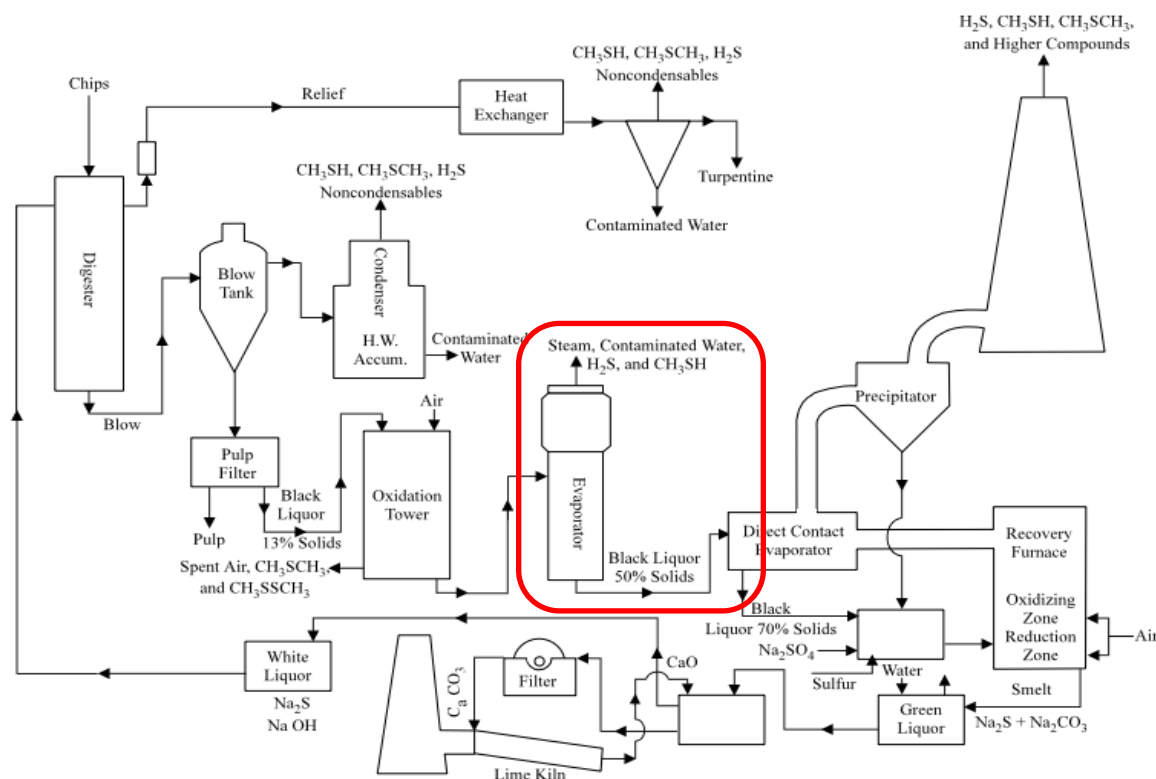 H₂S, CH₃SH, CH₃SCH₃,
and Higher Compounds
CH₃SH, CH₃SCH₃, H₂S
Noncondensables
Chips
Relief
Heat
Exchanger
Turpentine
Contaminated Water
CH₃SH, CH₃SCH₃, H₂S
Noncondensables
Digester
Blow
Tank
Condenser
H.W.
Accum.
Contaminated
Water
Steam, Contaminated Water,
H₂S, and CH₃SH
Precipitator
Blow
Air
Pulp
Filter
Black
Liquor
13% Solids
Oxidation
Tower
Evaporator
Black Liquor
50% Solids
Direct Contact
Evaporator
Recovery
Furnace
Oxidizing
Zone
Reduction
Zone
Air
Pulp
Spent Air, CH₃SCH₃,
and CH₃SSCH₃
Black
Liquor 70% Solids
Na₂SO₄
Sulfur
Water
Smelt
White
Liquor
Na₂S
Na OH
Ca CO₃
Filter
CaO
Green
Liquor
Na₂S + Na₂CO₃
Lime Kiln